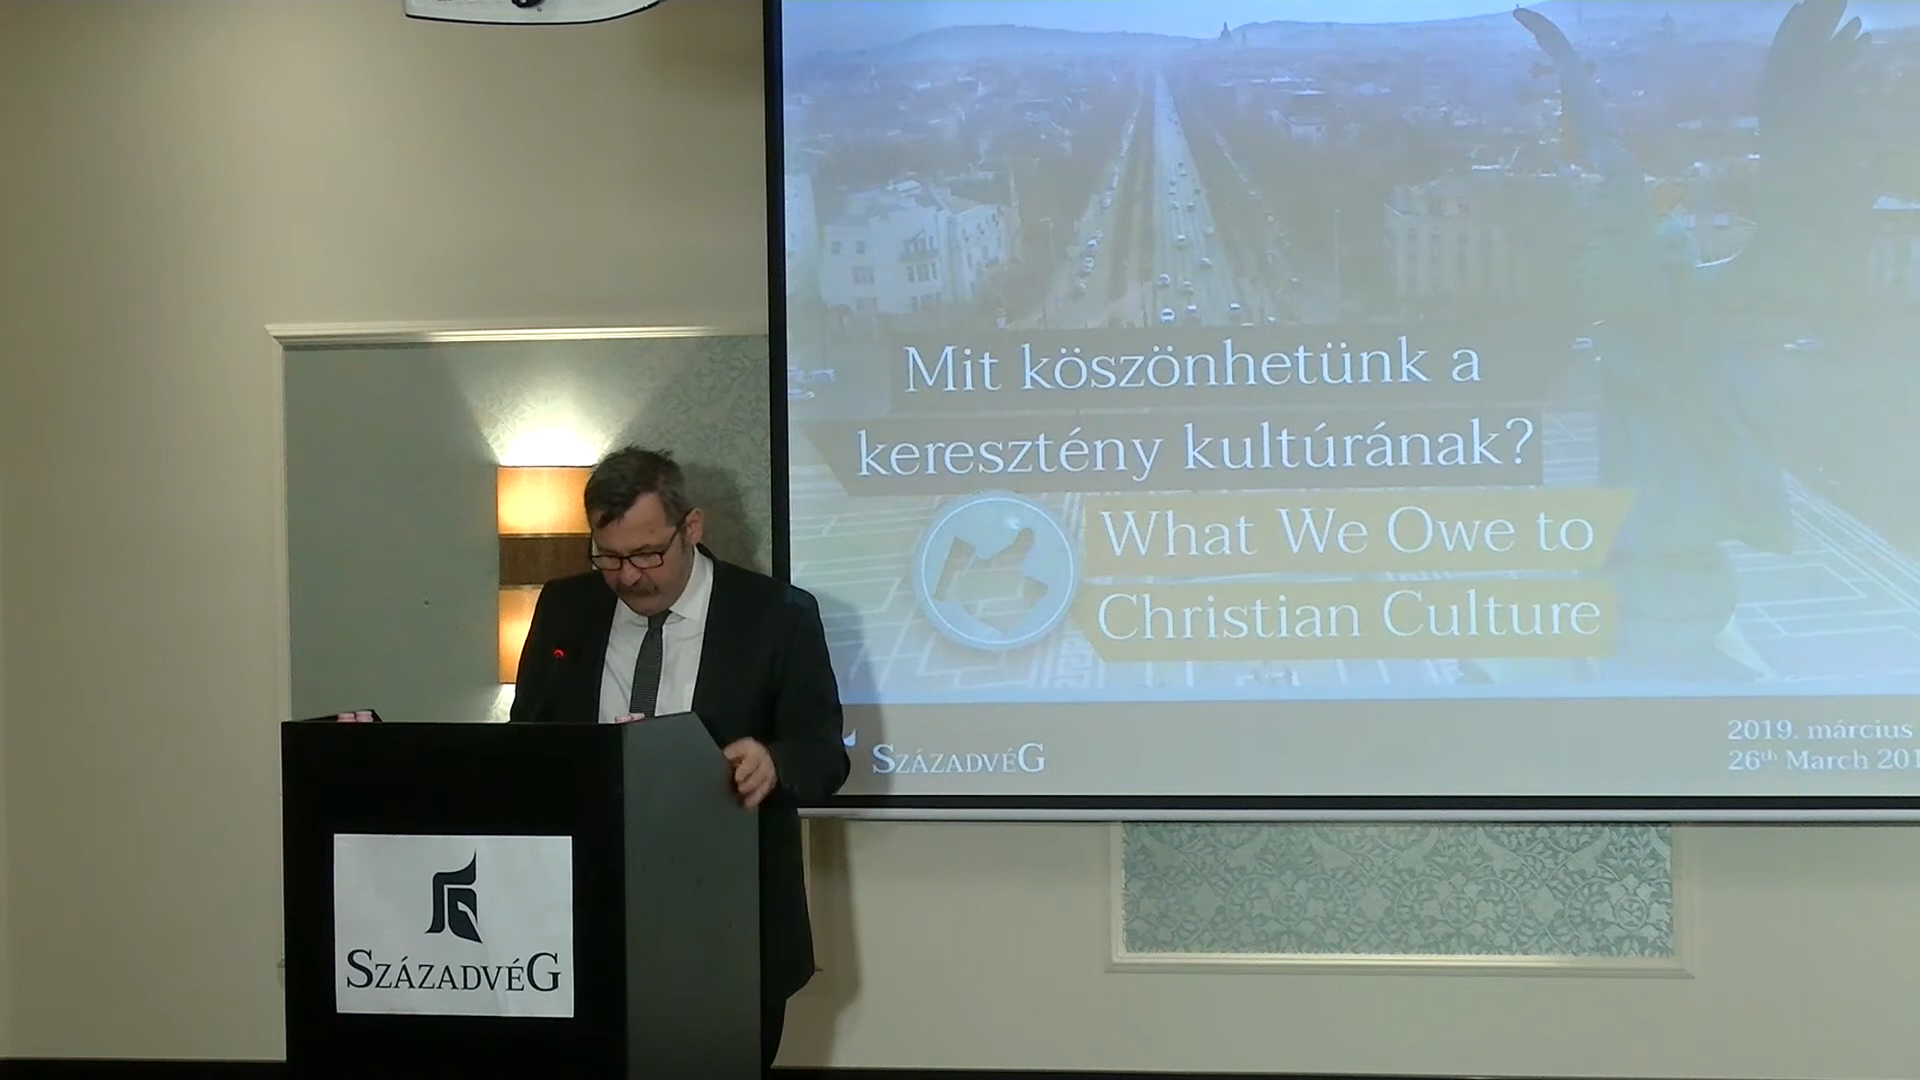 Mit köszönhetünk a
keresztény kultúrának?
What We Owe to
Christian Culture
SZÁZADVÉG
2019. március
26th March 201
SZÁZADVÉG